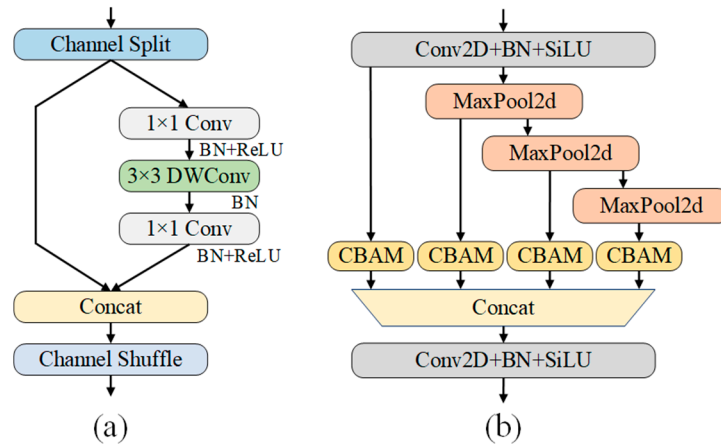 Channel Split
1×1 Conv
BN+ReLU
3×3 DWConv
BN
1×1 Conv
BN+ReLU
Concat
Channel Shuffle
(a)
Conv2D+BN+SiLU
MaxPool2d
MaxPool2d
MaxPool2d
CBAM CBAM CBAM CBAM
Concat
Conv2D+BN+SiLU
(b)